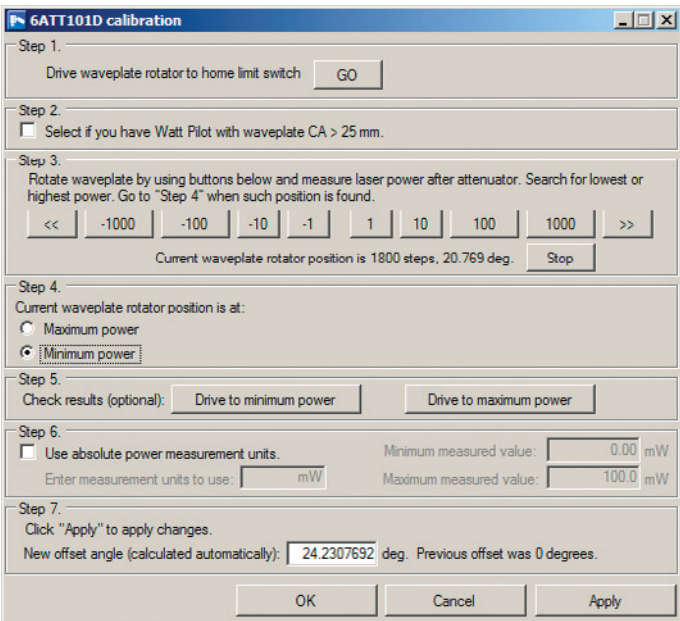 6ATT101D calibration
Step 1.
Drive waveplate rotator to home limit switch GO
Step 2.
Select if you have Watt Pilot with waveplate CA > 25 mm.
Step 3.
Rotate waveplate by using buttons below and measure laser power after attenuator. Search for lowest or
highest power. Go to "Step 4" when such position is found.
<< -1000 -100 -10 -1 1 10 100 1000 >>
Current waveplate rotator position is 1800 steps, 20.769 deg. Stop
Step 4.
Current waveplate rotator position is at:
Maximum power
Minimum power
Step 5.
Check results (optional): Drive to minimum power Drive to maximum power
Step 6.
Use absolute power measurement units. Minimum measured value: 0.00 mW
Enter measurement units to use: mW Maximum measured value: 100.0 mW
Step 7.
Click "Apply" to apply changes.
New offset angle (calculated automatically): 24.2307692 deg. Previous offset was 0 degrees.
OK Cancel Apply